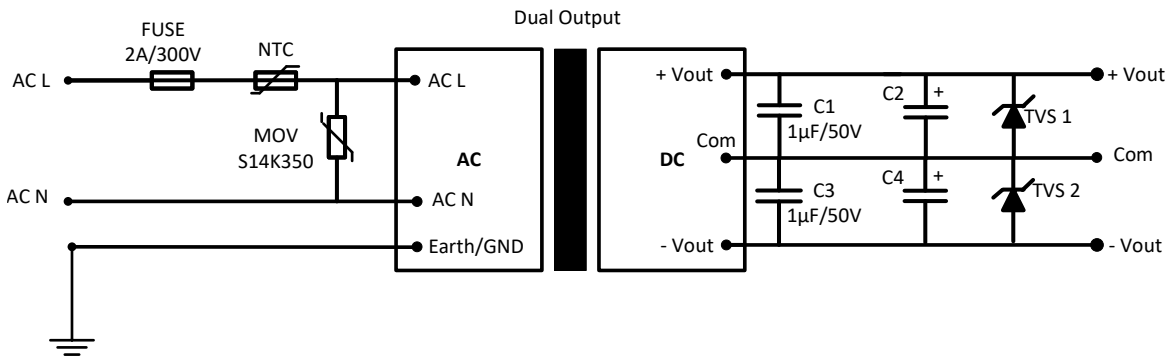 Dual Output
FUSE
2A/300V
NTC
AC L
AC L
MOV
S14K350
AC
AC N
AC N
Earth/GND
+ Vout
C1
1μF/50V
C2
+
TVS 1
+ Vout
Com
DC
Com
C3
1μF/50V
C4
+
TVS 2
- Vout
- Vout